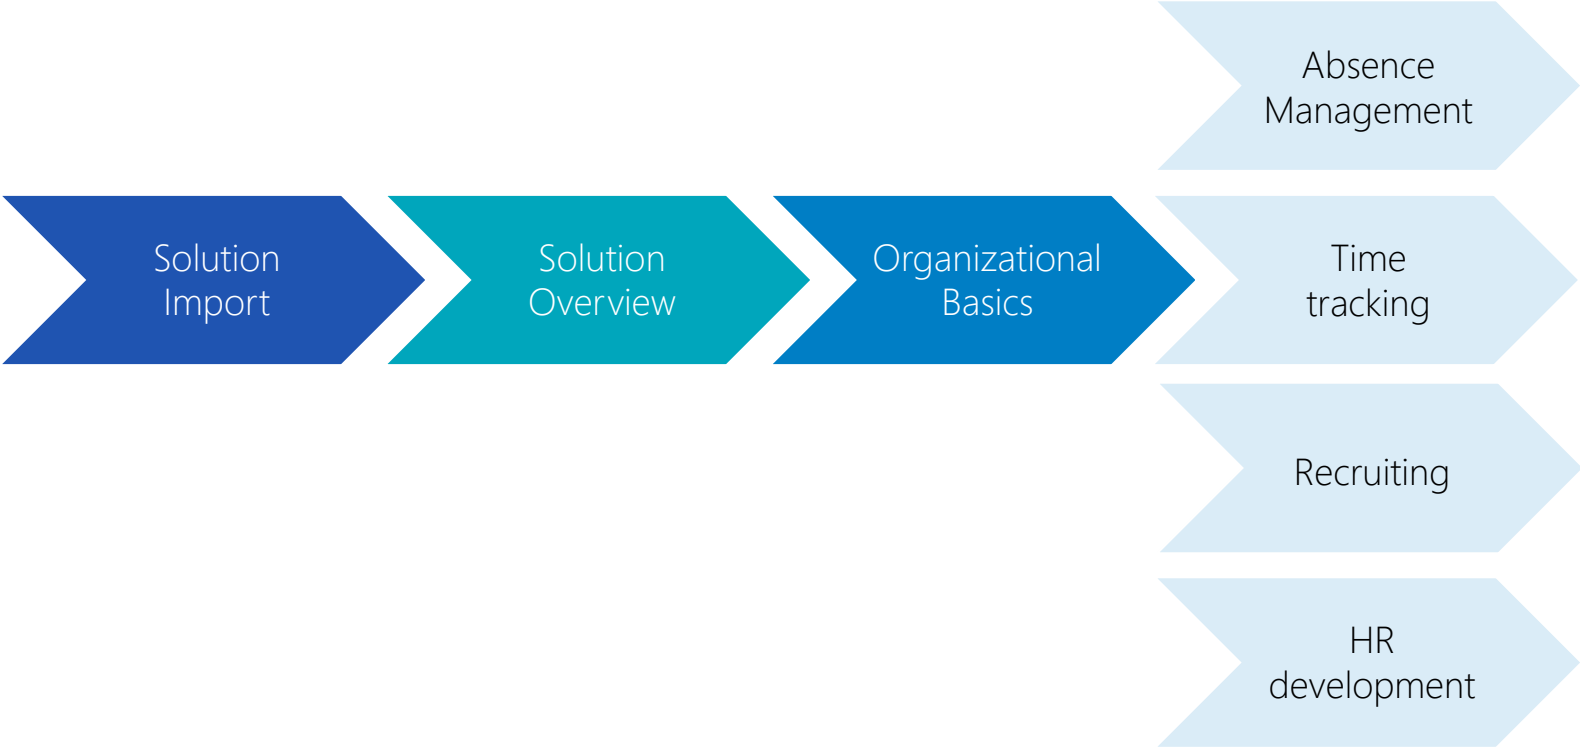 Absence
Management
Solution
Import
Solution
Overview
Organizational
Basics
Time
tracking
Recruiting
HR
development